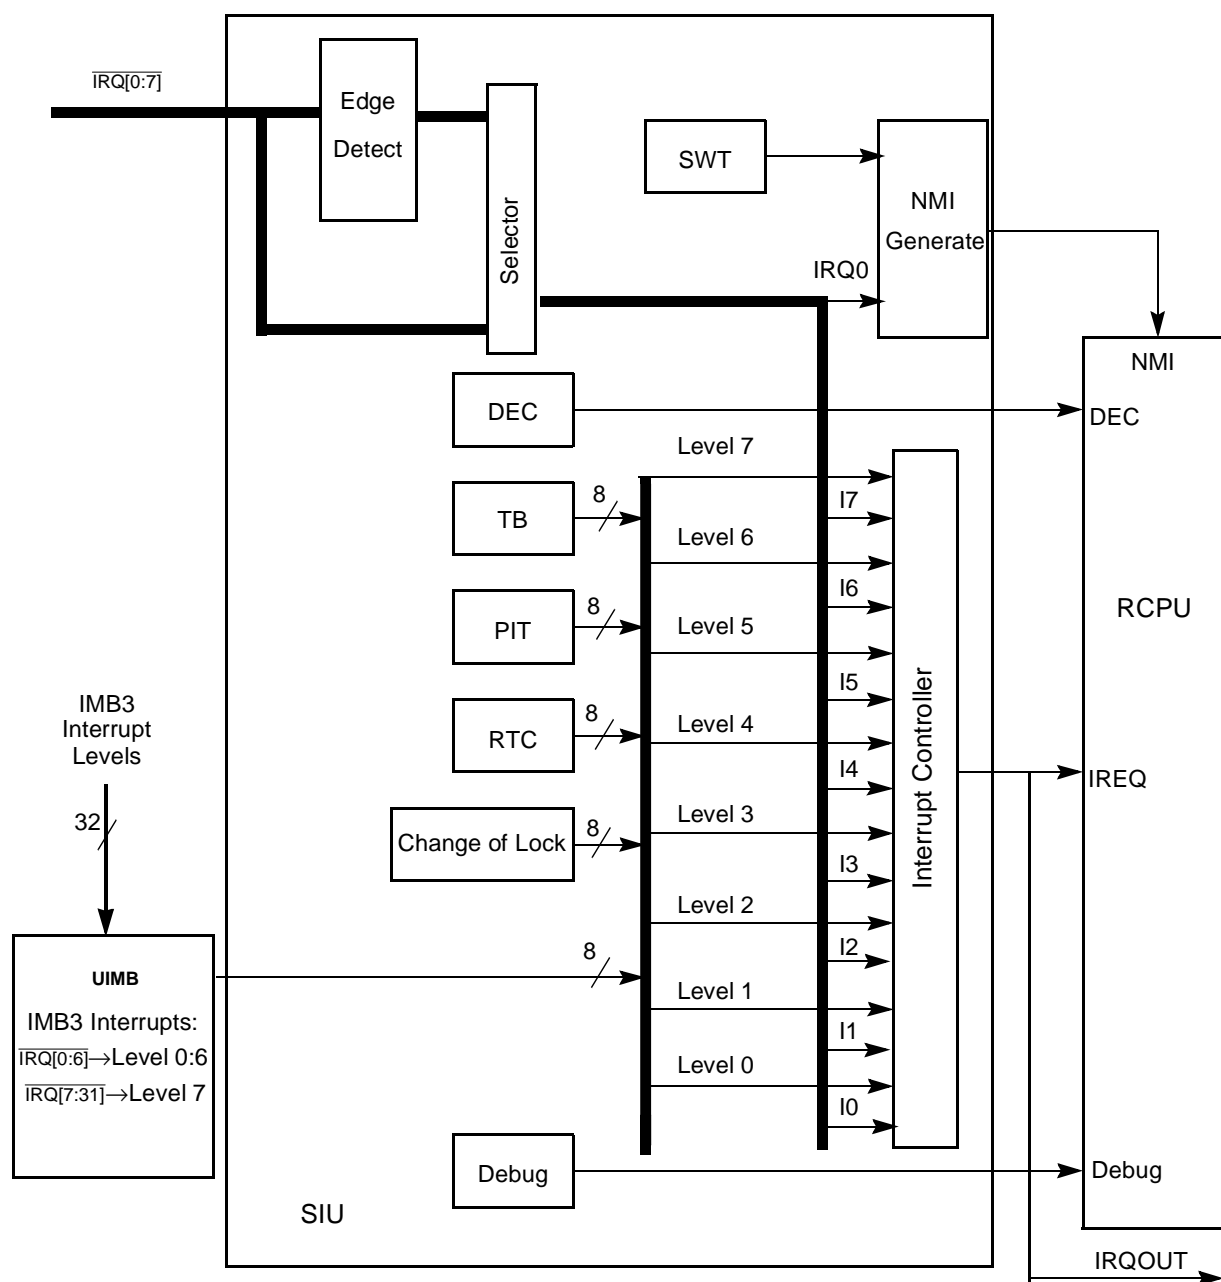 IRQ[0:7]
Edge
Detect
Selector
SWT
NMI
Generate
IRQ0
NMI
DEC
DEC
Level 7
8
TB
I7
Level 6
I6
8
PIT
Level 5
RCPU
I5
IMB3
Interrupt
Levels
8
RTC
Level 4
Interrupt Controller
I4
IREQ
32
8
Change of Lock
Level 3
I3
Level 2
I2
8
UIMB
IMB3 Interrupts:
IRQ[0:6]→Level 0:6
IRQ[7:31]→Level 7
Level 1
I1
Level 0
I0
Debug
Debug
SIU
IRQOUT